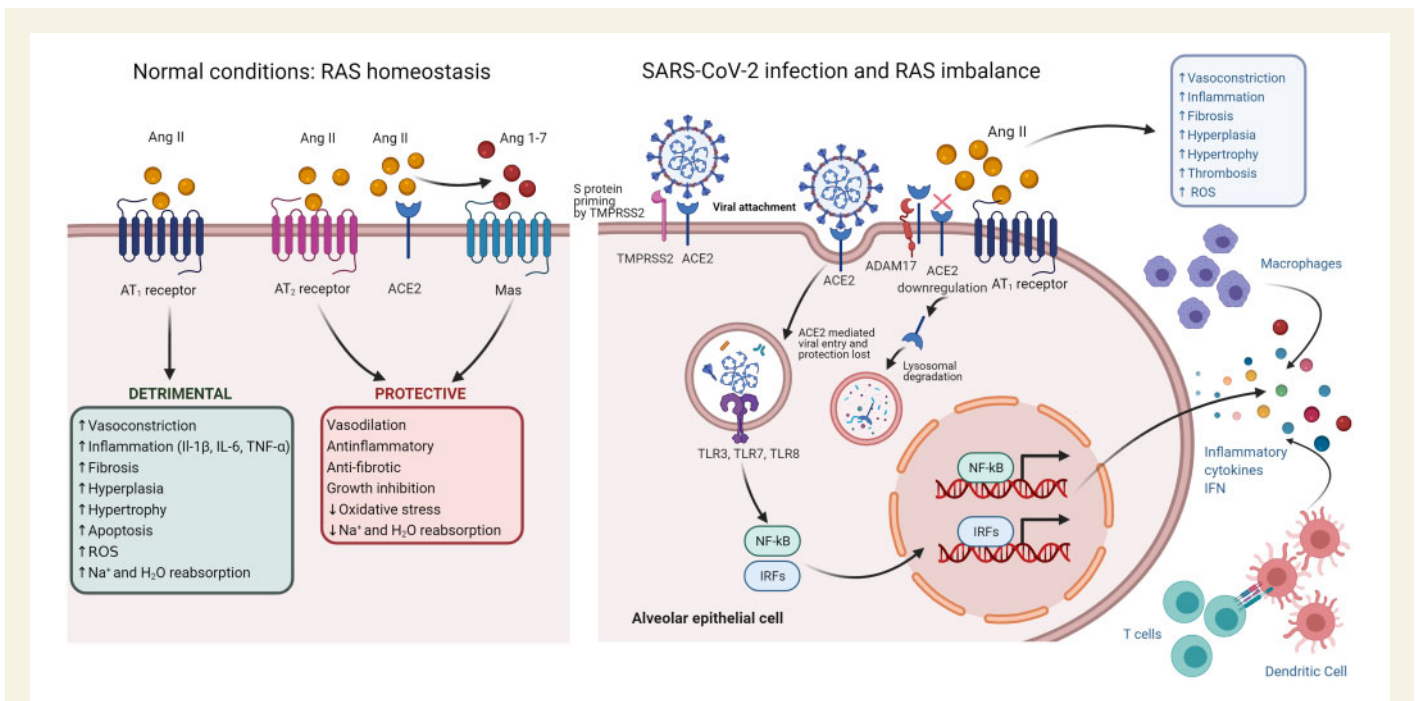 Normal conditions: RAS homeostasis
Ang II
Ang II
Ang II
Ang 1-7
AT₁ receptor
AT₂ receptor
ACE2
Mas
DETRIMENTAL
↑Vasoconstriction
↑Inflammation (Il-1β, IL-6, TNF-α)
↑Fibrosis
↑Hyperplasia
↑Hypertrophy
↑Apoptosis
↑ROS
↑Na⁺ and H₂O reabsorption
PROTECTIVE
Vasodilation
Antinflammatory
Anti-fibrotic
Growth inhibition
↓Oxidative stress
↓Na⁺ and H₂O reabsorption
SARS-CoV-2 infection and RAS imbalance
S protein
priming
by TMPRSS2
TMPRSS2
ACE2
Viral attachment
ACE2
ADAM17
ACE2
downregulation
Ang II
AT₁ receptor
↑Vasoconstriction
↑Inflammation
↑Fibrosis
↑Hyperplasia
↑Hypertrophy
↑Thrombosis
↑ ROS
ACE2 mediated
viral entry and
protection lost
Lysosomal
degradation
TLR3, TLR7, TLR8
NF-kB
IRFs
NF-kB
IRFs
Alveolar epithelial cell
Macrophages
Inflammatory
cytokines
IFN
T cells
Dendritic Cell